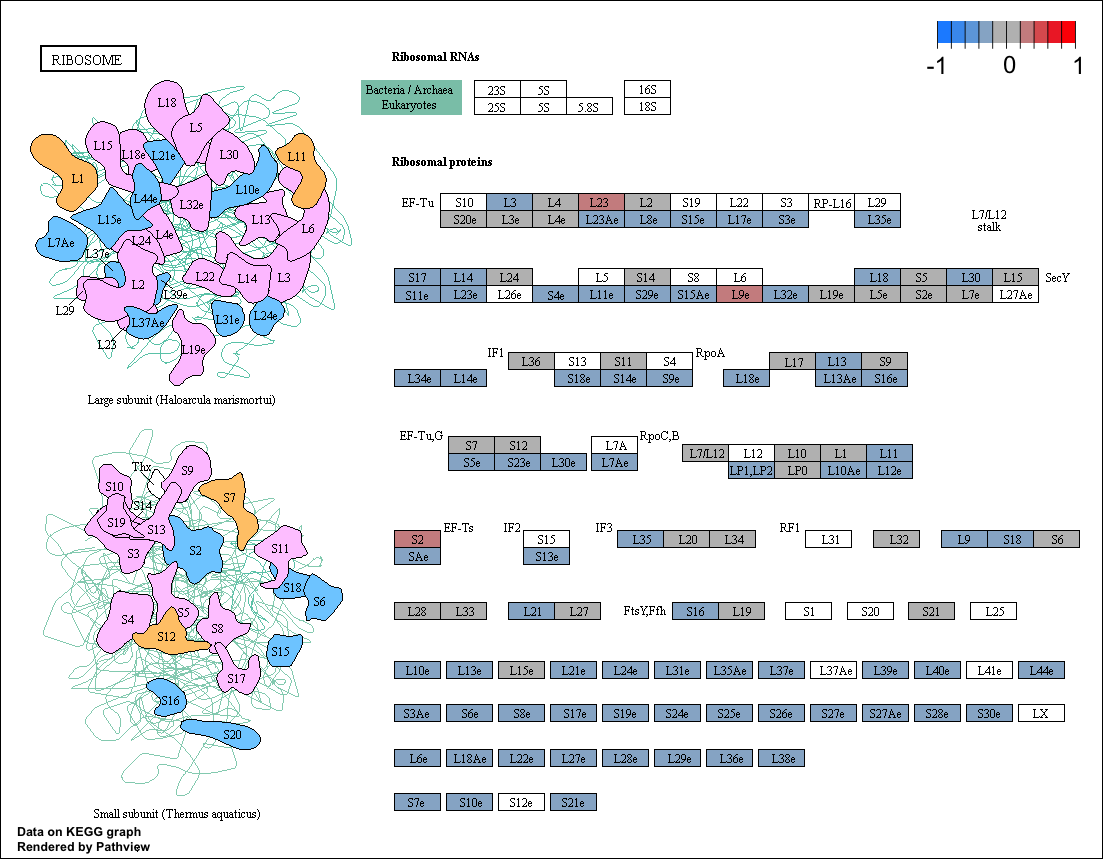 RIBOSOME
L18
L5
L15
L18e
L21e
L30
L11
L1
L10e
L44e
L32e
L15e
L13
L6
L7Ae
L24
L4e
L37e
L22
L14
L3
L2
L39e
L29
L37Ae
L31e
L24e
L23
L19e
Large subunit (Haloarcula marismortui)
Thx
S9
S10
S7
S14
S19
S13
S3
S2
S11
S18
S6
S4
S5
S12
S8
S15
S17
S16
S20
Small subunit (Thermus aquaticus)
Data on KEGG graph
Rendered by Pathview
-1 0 1
Ribosomal RNAs
Bacteria / Archaea 23S 5S 16S
Eukaryotes 25S 5S 5.8S 18S
Ribosomal proteins
EF-Tu S10 L3 L4 L23 L2 S19 L22 S3 RP-L16 L29
S20e L3e L4e L23Ae L8e S15e L17e S3e L35e
L7/L12
stalk
S17 L14 L24 L5 S14 S8 L6 L18 S5 L30 L15 SecY
S11e L23e L26e S4e L11e S29e S15Ae L9e L32e L19e L5e S2e L7e L27Ae
IF1 L36 S13 S11 S4 RpoA L17 L13 S9
L34e L14e S18e S14e S9e L18e L13Ae S16e
EF-Tu,G S7 S12 L7A RpoC,B L7/L12 L12 L10 L1 L11
S5e S23e L30e L7Ae LP1,LP2 LP0 L10Ae L12e
S2 EF-Ts IF2 S15 IF3 L35 L20 L34 RF1 L31 L32 L9 S18 S6
SAe S13e
L28 L33 L21 L27 FtsY,Ffh S16 L19 S1 S20 S21 L25
L10e L13e L15e L21e L24e L31e L35Ae L37e L37Ae L39e L40e L41e L44e
S3Ae S6e S8e S17e S19e S24e S25e S26e S27e S27Ae S28e S30e LX
L6e L18Ae L22e L27e L28e L29e L36e L38e
S7e S10e S12e S21e